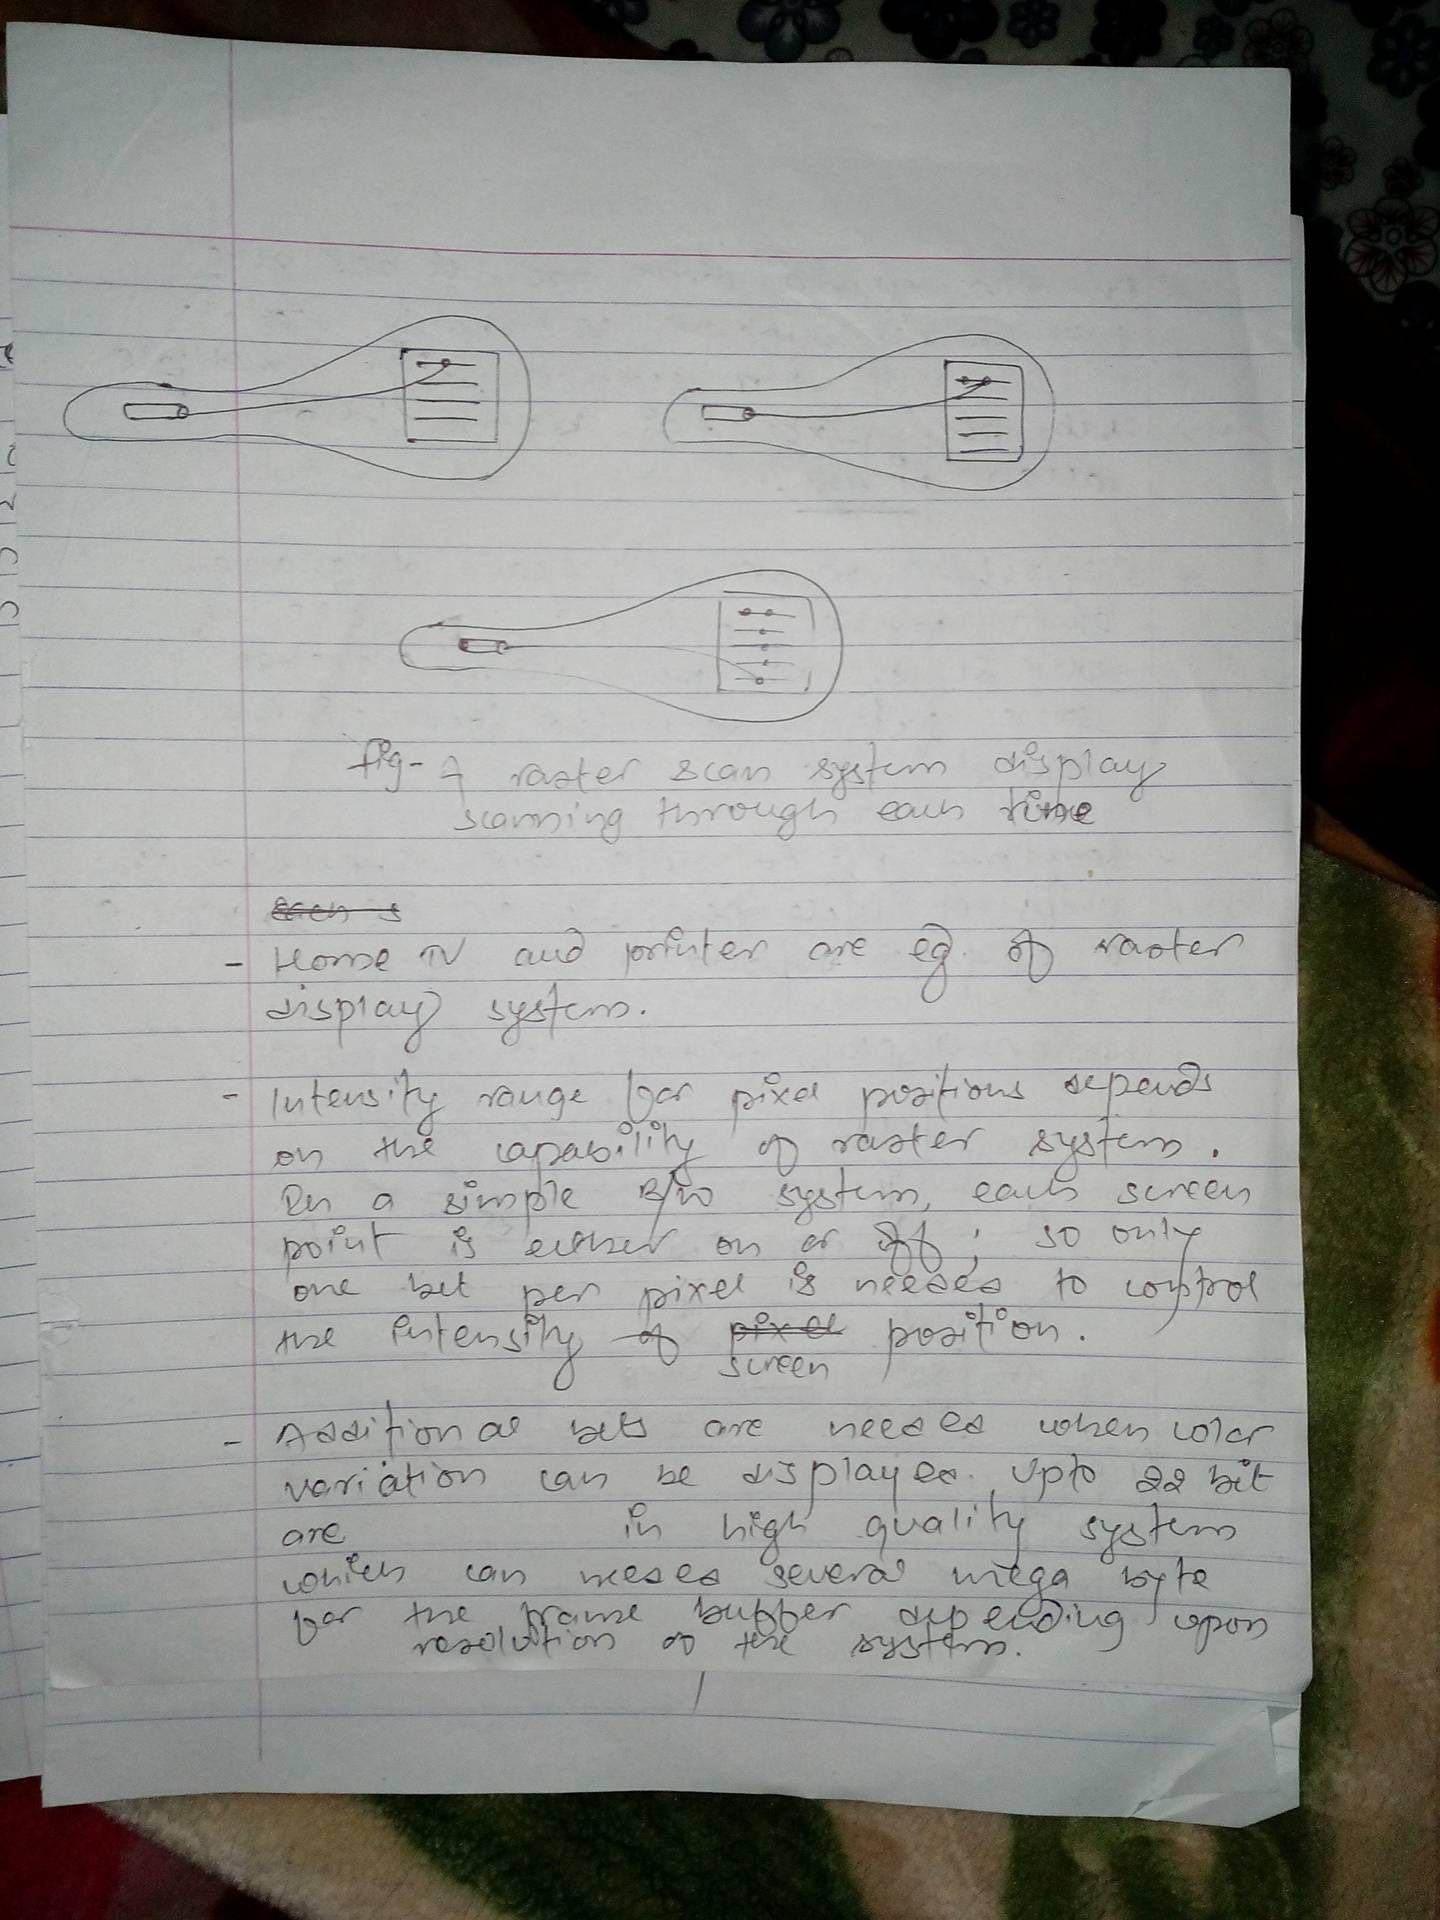 fig- A raster scan system display
scanning through each time
each s
- Home TV and printer are eg. of raster
display system.
- Intensity range for pixel positions depends
on the capability of raster system.
In a simple B/W system, each screen
point is either on or off; so only
one bit per pixel is needed to control
the intensity of pixel position.
screen
- Additional bits are needed when color
variation can be displayed. Upto 22 bit
are in high quality system
which can needed several mega byte
for the frame buffer depending upon
resolution of the system.